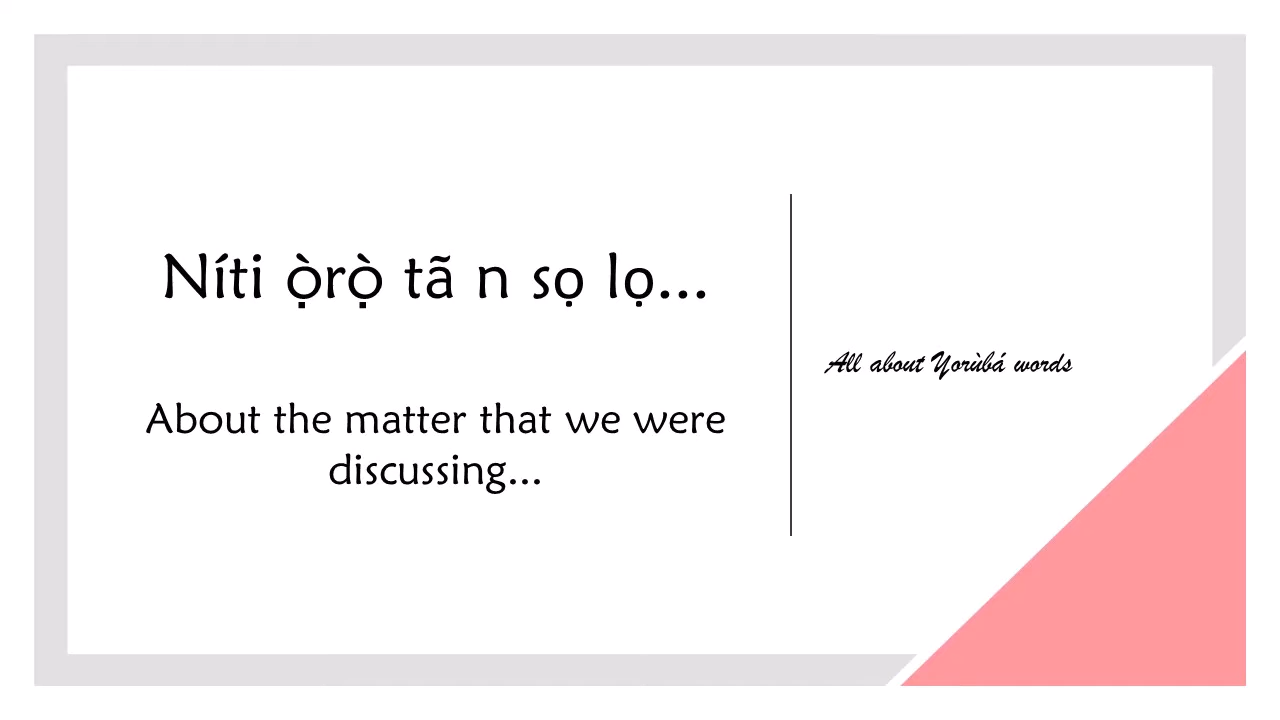 Níti ọ̀rọ̀ tã n sọ lọ...
About the matter that we were
discussing...
All about Yorùbá words